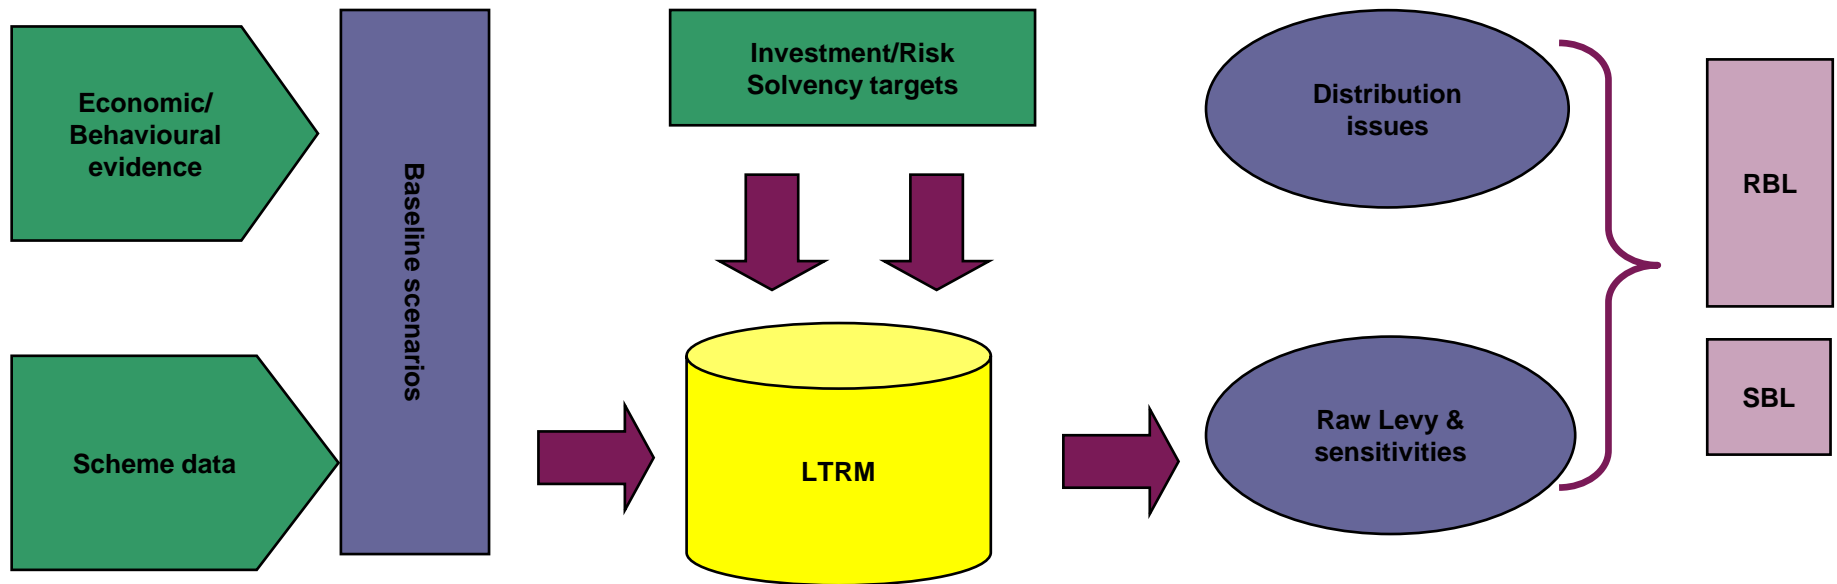 Economic/
Behavioural
evidence
Scheme data
Baseline scenarios
Investment/Risk
Solvency targets
LTRM
Distribution
issues
Raw Levy &
sensitivities
RBL
SBL